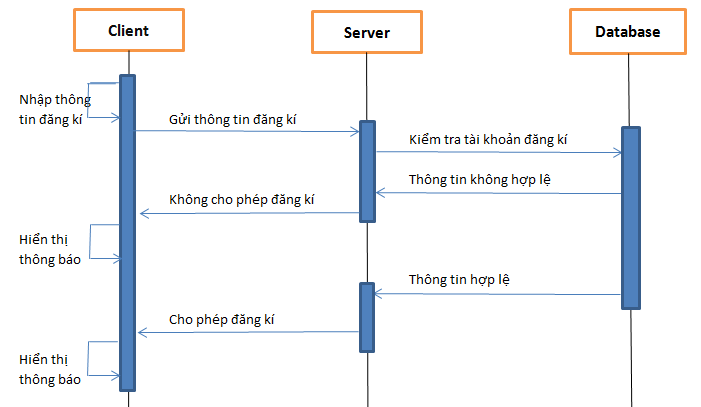 Client
Server
Database
Nhập thông
tin đăng kí
Gửi thông tin đăng kí
Kiểm tra tài khoản đăng kí
Thông tin không hợp lệ
Không cho phép đăng kí
Hiển thị
thông báo
Thông tin hợp lệ
Cho phép đăng kí
Hiển thị
thông báo